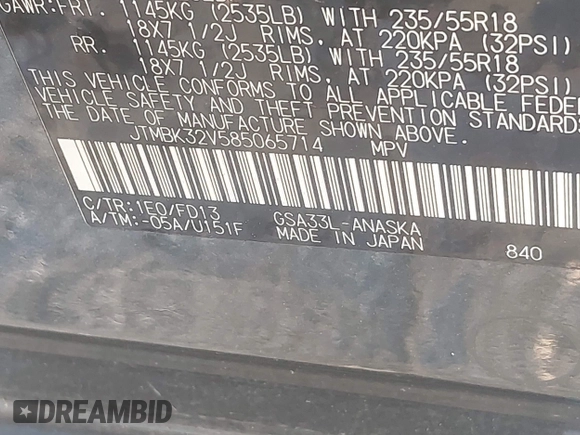 GAWR:FRT. 1145KG (2535LB) WITH 235/55R18
18X7 1/2J RIMS, AT 220KPA (32PSI)
RR. 1145KG (2535LB) WITH 235/55R18
18X7 1/2J RIMS, AT 220KPA (32PSI)
THIS VEHICLE CONFORMS TO ALL APPLICABLE FEDE
VEHICLE SAFETY AND THEFT PREVENTION STANDARDS
THE DATE OF MANUFACTURE SHOWN ABOVE.
JTMBK32V585065714 MPV
C/TR:1E0/FD13 GSA33L-ANASKA
A/TM:-05A/U151F MADE IN JAPAN 840
DREAMBID